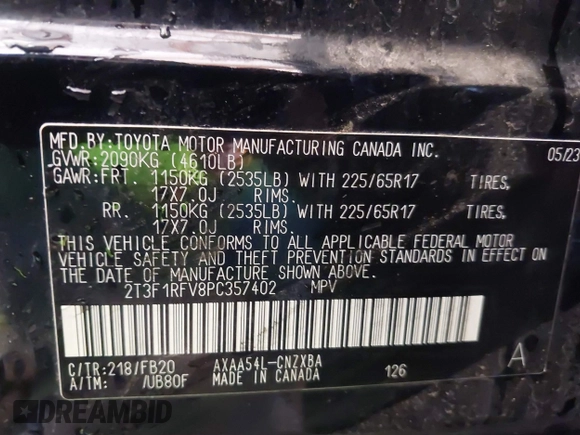 MFD.BY:TOYOTA MOTOR MANUFACTURING CANADA INC. 05/23
GVWR:2090KG (4610LB)
GAWR:FRT. 1150KG (2535LB) WITH 225/65R17 TIRES,
17X7.0J RIMS.
RR. 1150KG (2535LB) WITH 225/65R17 TIRES,
17X7.0J RIMS.
THIS VEHICLE CONFORMS TO ALL APPLICABLE FEDERAL MOTOR
VEHICLE SAFETY AND THEFT PREVENTION STANDARDS IN EFFECT ON
THE DATE OF MANUFACTURE SHOWN ABOVE.
2T3F1RFV8PC357402 MPV
C/TR:218/FB20 AXAA54L-CNZXBA A
A/TM: /UB80F MADE IN CANADA 126
DREAMBID